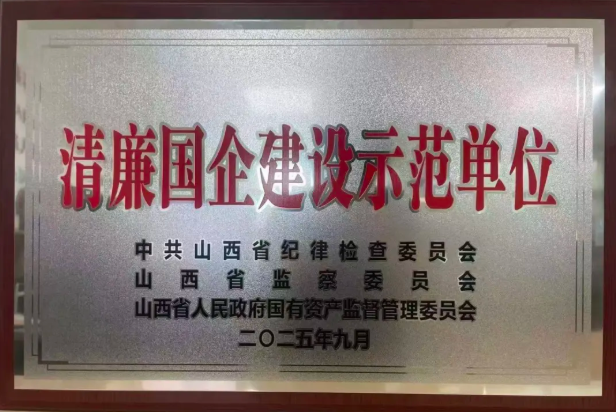 清廉国企建设示范单位
中共山西省纪律检查委员会
山西省监察委员会
山西省人民政府国有资产监督管理委员会
二〇二五年九月